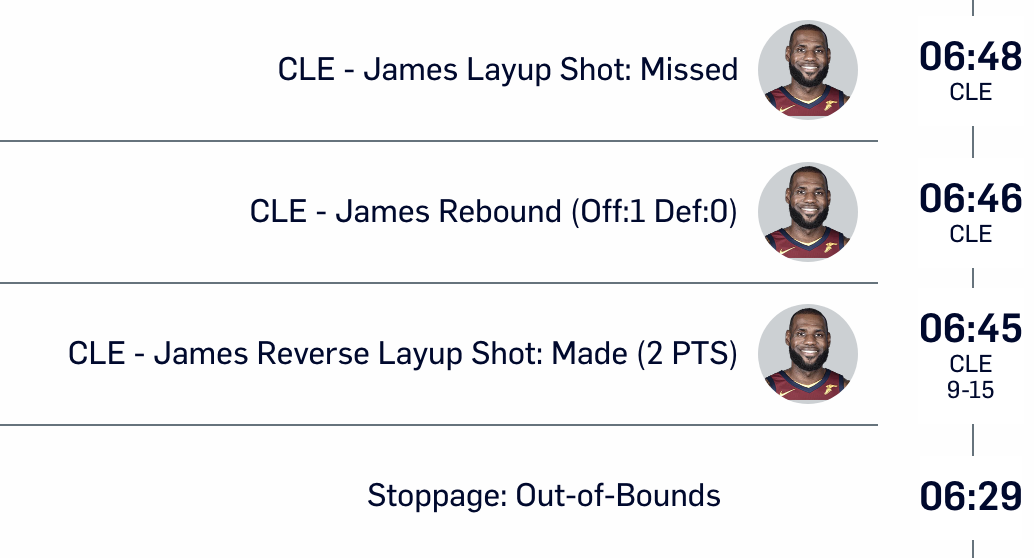 CLE - James Layup Shot: Missed
06:48
CLE
CLE - James Rebound (Off:1 Def:0)
06:46
CLE
CLE - James Reverse Layup Shot: Made (2 PTS)
06:45
CLE
9-15
Stoppage: Out-of-Bounds
06:29